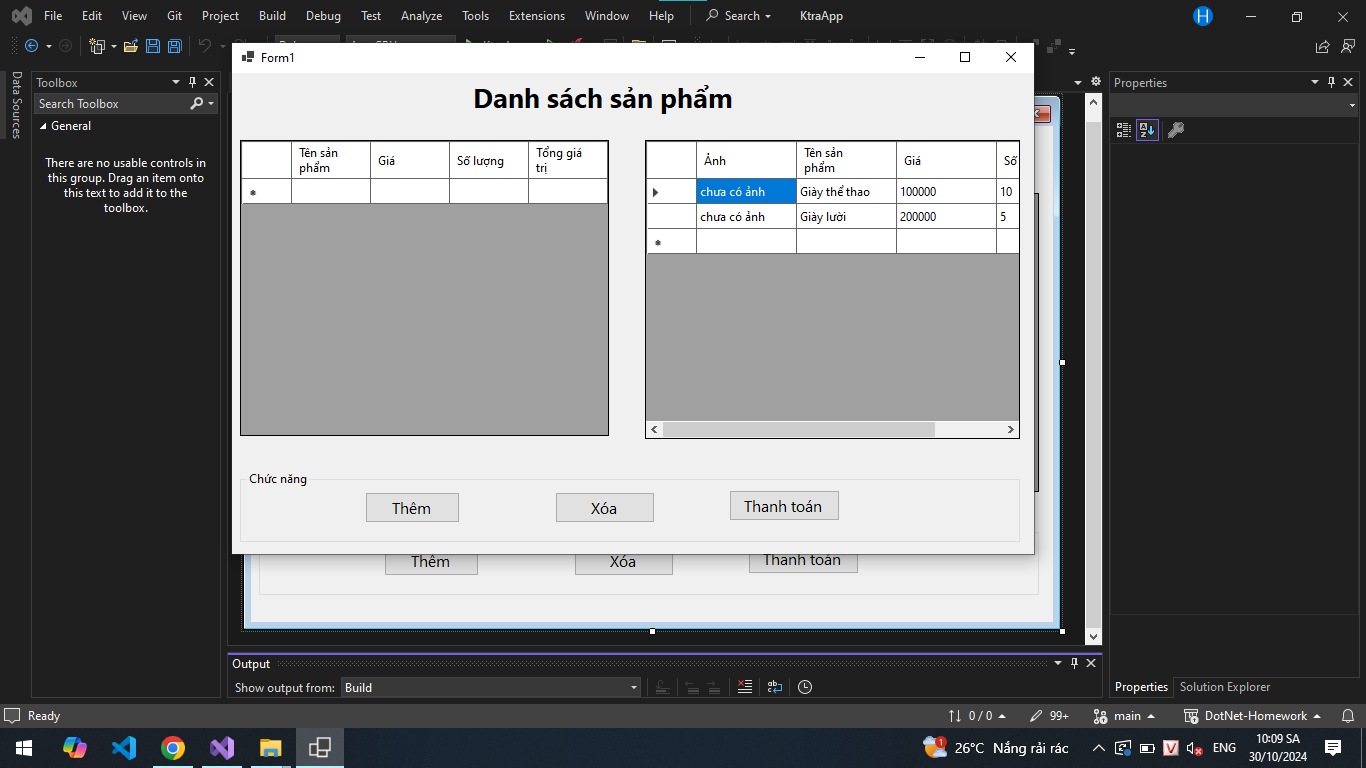 File Edit View Git Project Build Debug Test Analyze Tools Extensions Window Help Search KtraApp H
Form1
Data Sources
Toolbox
Search Toolbox
General
There are no usable controls in
this group. Drag an item onto
this text to add it to the
toolbox.
Danh sách sản phẩm
Tên sản phẩm Giá Số lượng Tổng giá trị
Ảnh Tên sản phẩm Giá Số
chưa có ảnh Giày thể thao 100000 10
chưa có ảnh Giày lười 200000 5
Chức năng
Thêm Xóa Thanh toán
Thêm Xóa Thanh toán
Properties
Output
Show output from: Build
Properties Solution Explorer
Ready 0 / 0 99+ main DotNet-Homework
1 26°C Nắng rải rác V ENG 10:09 SA
30/10/2024